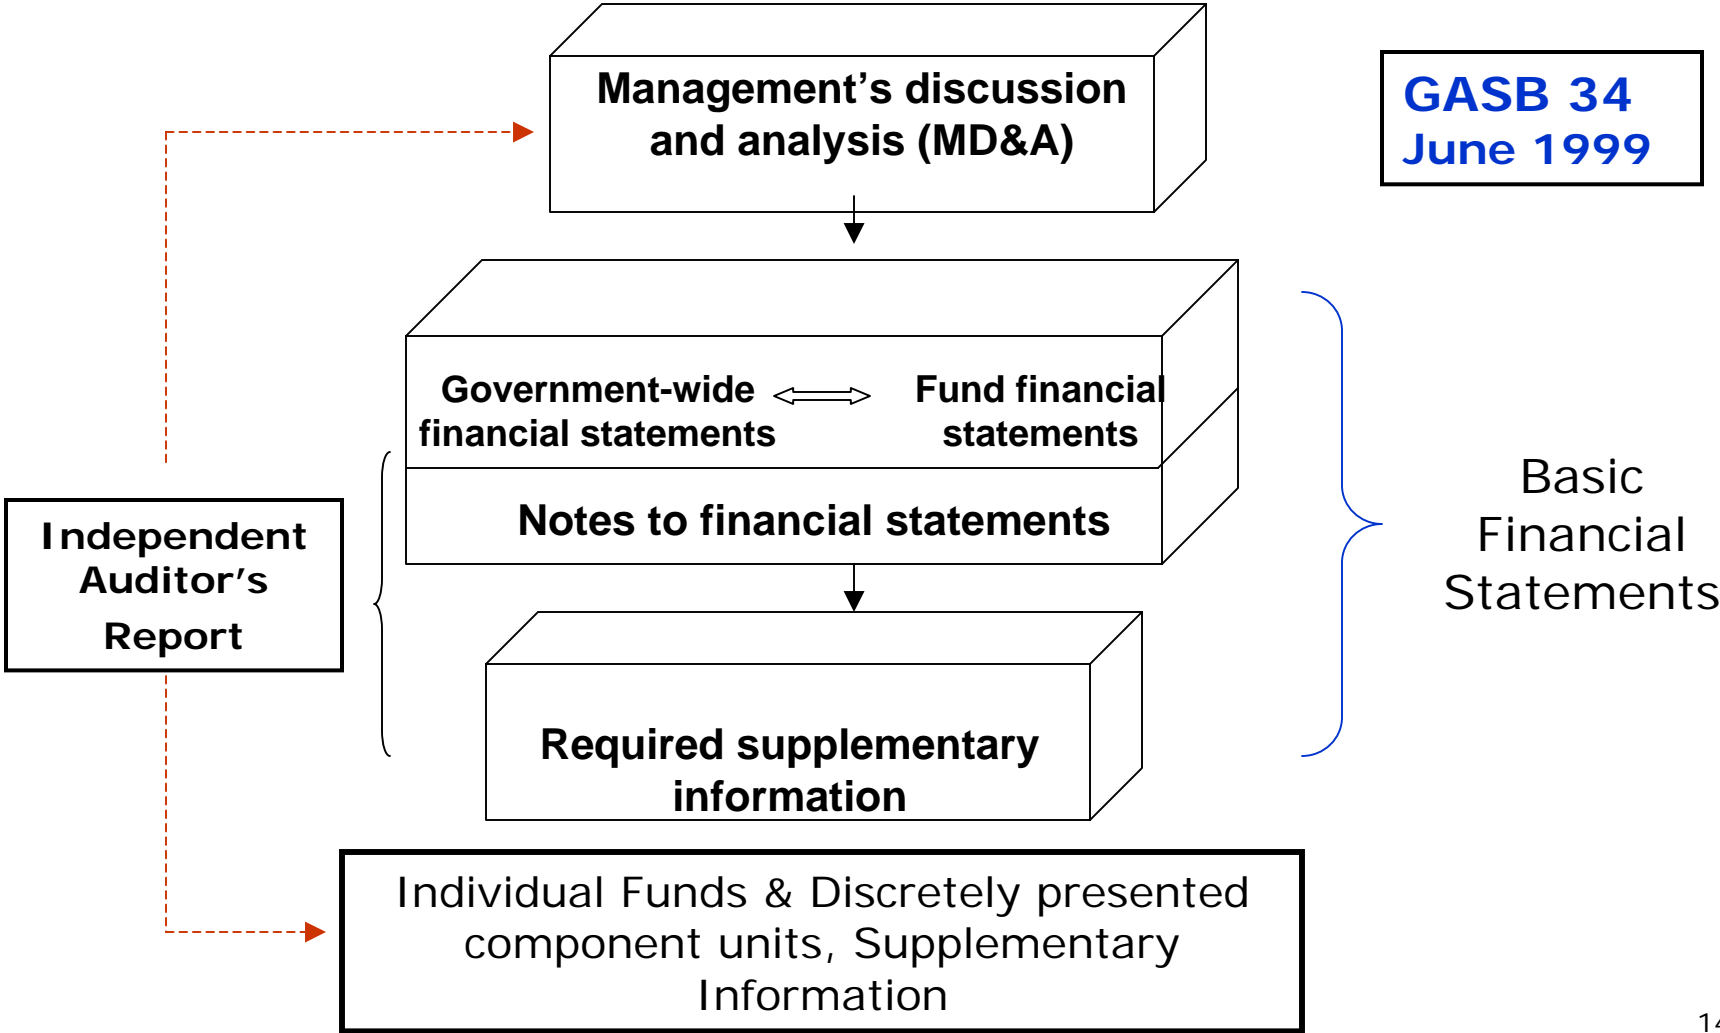 Management’s discussion
and analysis (MD&A)
GASB 34
June 1999
Government-wide
financial statements
Fund financial
statements
Notes to financial statements
Independent
Auditor’s
Report
Basic
Financial
Statements
Required supplementary
information
Individual Funds & Discretely presented
component units, Supplementary
Information